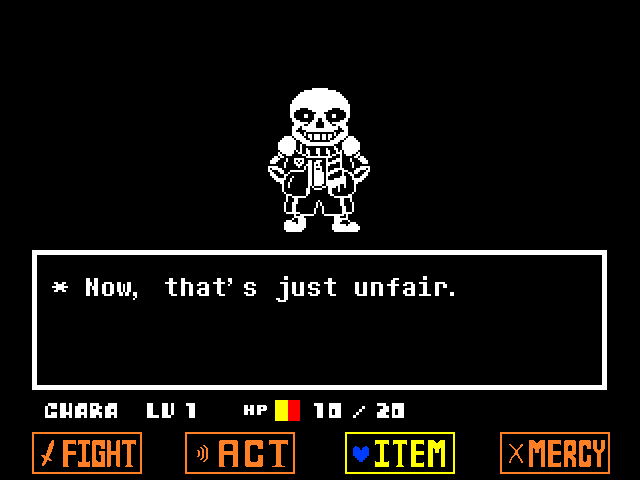 * Now, that's just unfair.
CHARA LV 1 HP 10 / 20
FIGHT ACT ITEM MERCY